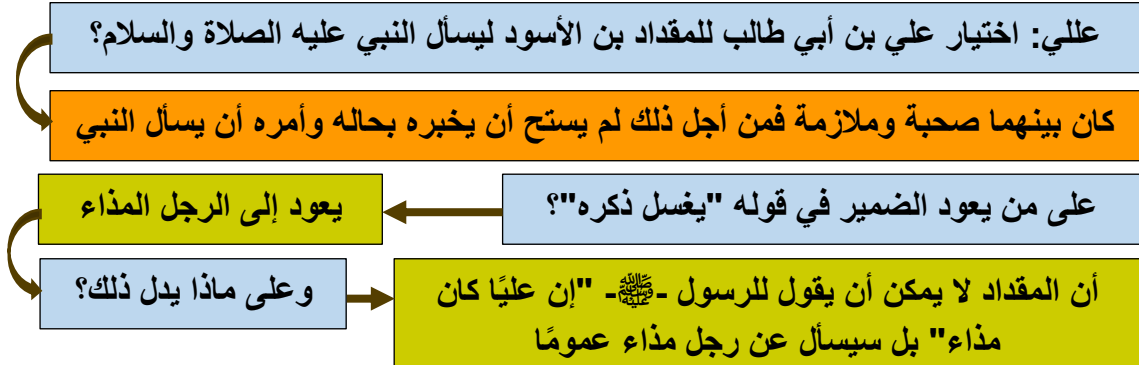 عللي: اختيار علي بن أبي طالب للمقداد بن الأسود ليسأل النبي عليه الصلاة والسلام؟
كان بينهما صحبة وملازمة فمن أجل ذلك لم يستح أن يخبره بحاله وأمره أن يسأل النبي
على من يعود الضمير في قوله "يغسل ذكره"؟
يعود إلى الرجل المذاء
وعلى ماذا يدل ذلك؟
أن المقداد لا يمكن أن يقول للرسول -ﷺ- "إن عليًا كان
مذاء" بل سيسأل عن رجل مذاء عمومًا